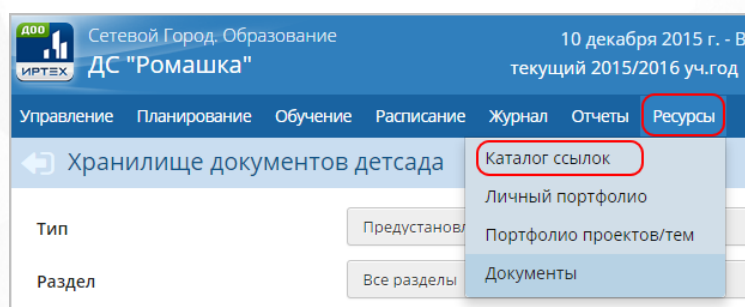 ДОО
ИРТЕХ
Сетевой Город. Образование
ДС "Ромашка"
10 декабря 2015 г. - В
текущий 2015/2016 уч.год
Управление Планирование Обучение Расписание Журнал Отчеты Ресурсы
Хранилище документов детсада
Каталог ссылок
Личный портфолио
Тип Предустановл
Портфолио проектов/тем
Раздел Все разделы
Документы